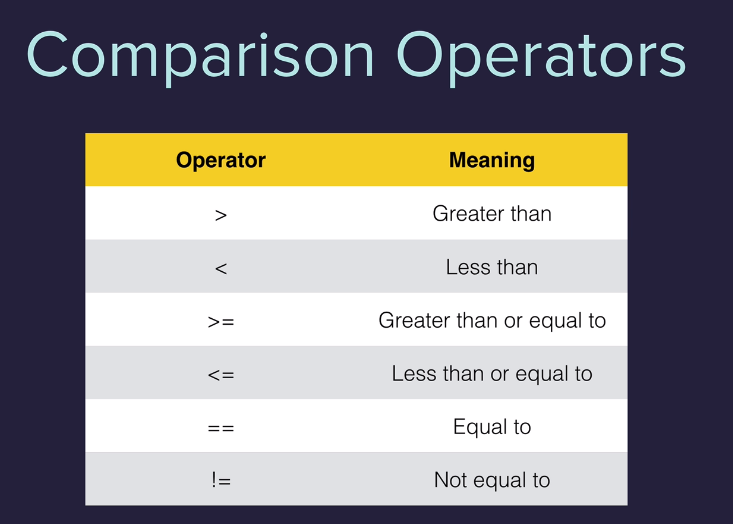 Comparison Operators
Operator Meaning
> Greater than
< Less than
>= Greater than or equal to
<= Less than or equal to
== Equal to
!= Not equal to